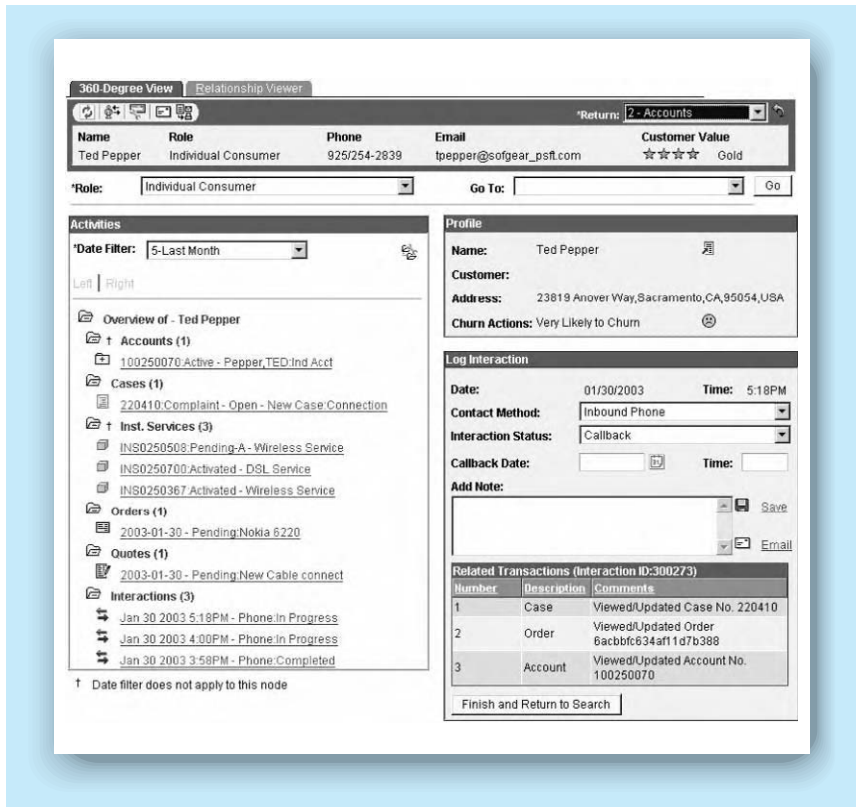 360-Degree View Relationship Viewer
*Return: 2 - Accounts
Name Role Phone Email Customer Value
Ted Pepper Individual Consumer 925/254-2839 tpepper@sofgear_psft.com Gold
*Role: Individual Consumer Go To: Go
Activities
*Date Filter: 5-Last Month
Left | Right
Overview of - Ted Pepper
† Accounts (1)
100250070:Active - Pepper,TED:Ind Acct
Cases (1)
220410:Complaint - Open - New Case:Connection
† Inst. Services (3)
INS0250508:Pending-A - Wireless Service
INS0250700:Activated - DSL Service
INS0250367:Activated - Wireless Service
Orders (1)
2003-01-30 - Pending:Nokia 6220
Quotes (1)
2003-01-30 - Pending:New Cable connect
Interactions (3)
Jan 30 2003 5:18PM - Phone:In Progress
Jan 30 2003 4:00PM - Phone:In Progress
Jan 30 2003 3:58PM - Phone:Completed
† Date filter does not apply to this node
Profile
Name: Ted Pepper
Customer:
Address: 23819 Anover Way,Sacramento,CA,95054,USA
Churn Actions: Very Likely to Churn
Log Interaction
Date: 01/30/2003 Time: 5:18PM
Contact Method: Inbound Phone
Interaction Status: Callback
Callback Date: Time:
Add Note:
Save
Email
Related Transactions (Interaction ID:300273)
Number Description Comments
1 Case Viewed/Updated Case No. 220410
2 Order Viewed/Updated Order
6acbbfc634af11d7b388
3 Account Viewed/Updated Account No.
100250070
Finish and Return to Search